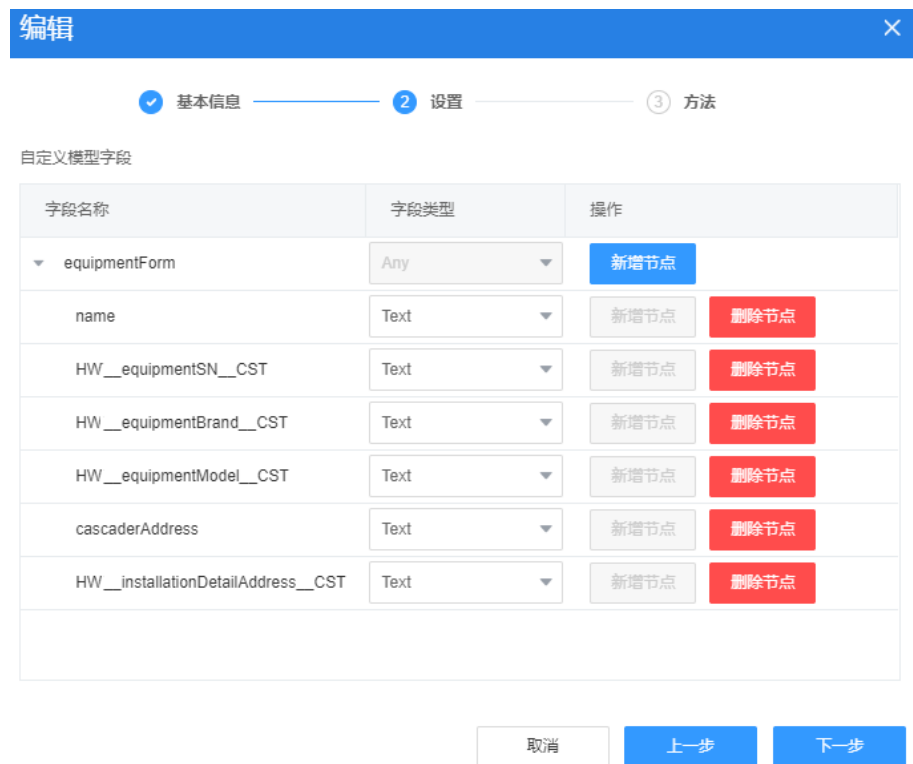 编辑
基本信息 2 设置 3 方法
自定义模型字段
字段名称 字段类型 操作
equipmentForm Any 新增节点
name Text 新增节点 删除节点
HW__equipmentSN__CST Text 新增节点 删除节点
HW__equipmentBrand__CST Text 新增节点 删除节点
HW__equipmentModel__CST Text 新增节点 删除节点
cascaderAddress Text 新增节点 删除节点
HW__installationDetailAddress__CST Text 新增节点 删除节点
取消 上一步 下一步